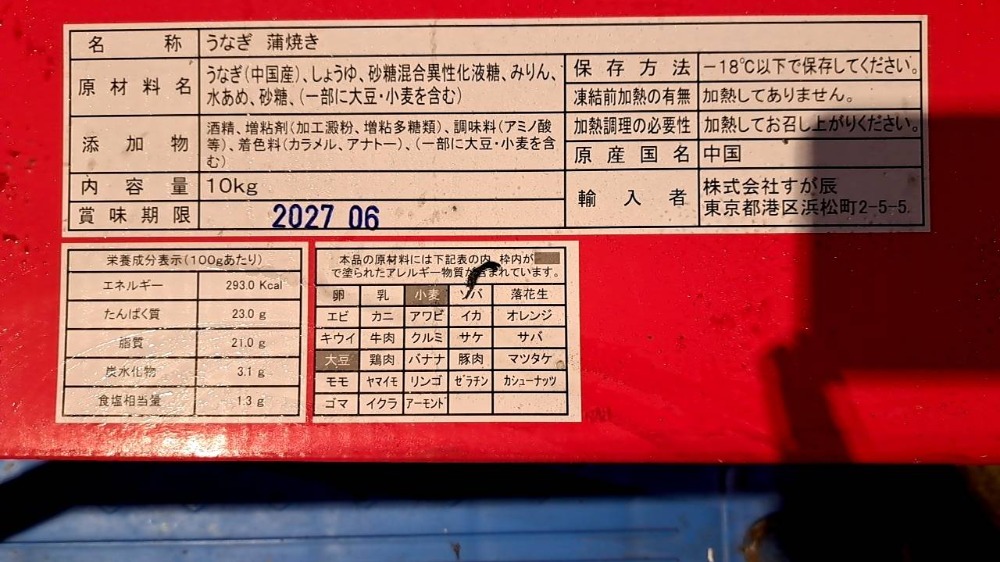 名称 うなぎ 蒲焼き
原材料名 うなぎ(中国産)、しょうゆ、砂糖混合異性化液糖、みりん、
水あめ、砂糖、(一部に大豆・小麦を含む)
添加物 酒精、増粘剤(加工澱粉、増粘多糖類)、調味料(アミノ酸
等)、着色料(カラメル、アナトー)、(一部に大豆・小麦を含
む)
内容量 10kg
賞味期限 2027 06
保存方法 -18℃以下で保存してください。
凍結前加熱の有無 加熱してありません。
加熱調理の必要性 加熱してお召し上がりください。
原産国名 中国
輸入者 株式会社すが辰
東京都港区浜松町2-5-5.
栄養成分表示(100gあたり)
エネルギー 293.0 Kcal
たんぱく質 23.0 g
脂質 21.0 g
炭水化物 3.1 g
食塩相当量 1.3 g
本品の原材料には下記表の内、枠内が
で塗られたアレルギー物質が含まれています。
卵 乳 小麦 ソバ 落花生
エビ カニ アワビ イカ オレンジ
キウイ 牛肉 クルミ サケ サバ
大豆 鶏肉 バナナ 豚肉 マツタケ
モモ ヤマイモ リンゴ ゼラチン カシューナッツ
ゴマ イクラ アーモンド